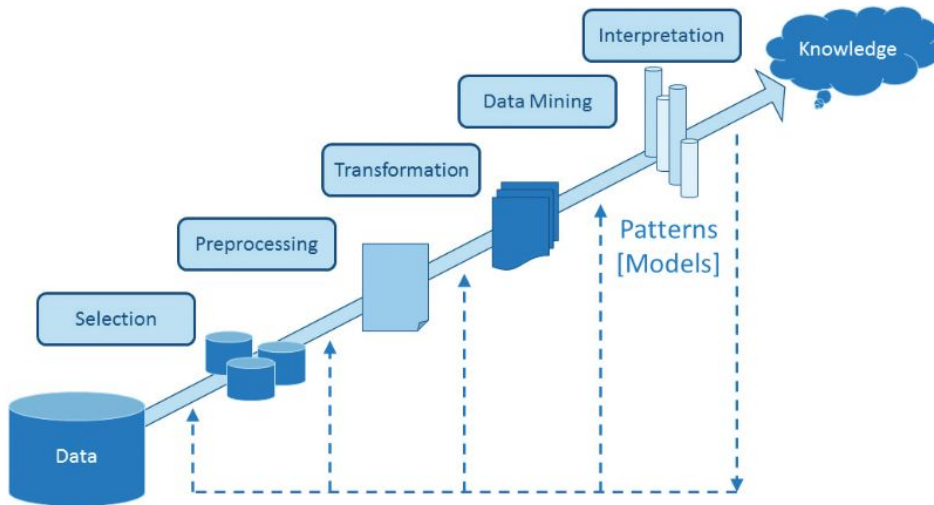 Interpretation
Knowledge
Data Mining
Transformation
Patterns
[Models]
Preprocessing
Selection
Data